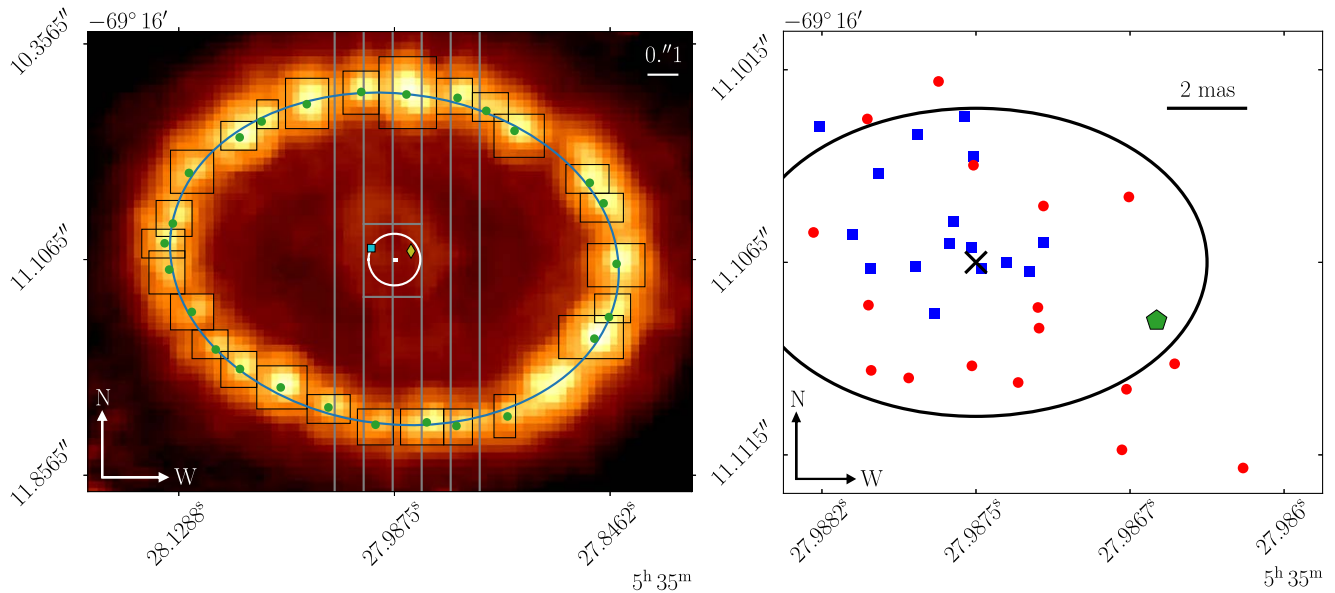 −69° 16′
10.3565″
11.1065″
11.8565″
0.″1
N
W
28.1288ˢ
27.9875ˢ
27.8462ˢ
5ʰ 35ᵐ
−69° 16′
11.1015″
11.1065″
11.1115″
2 mas
N
W
27.9882ˢ
27.9875ˢ
27.9867ˢ
27.986ˢ
5ʰ 35ᵐ